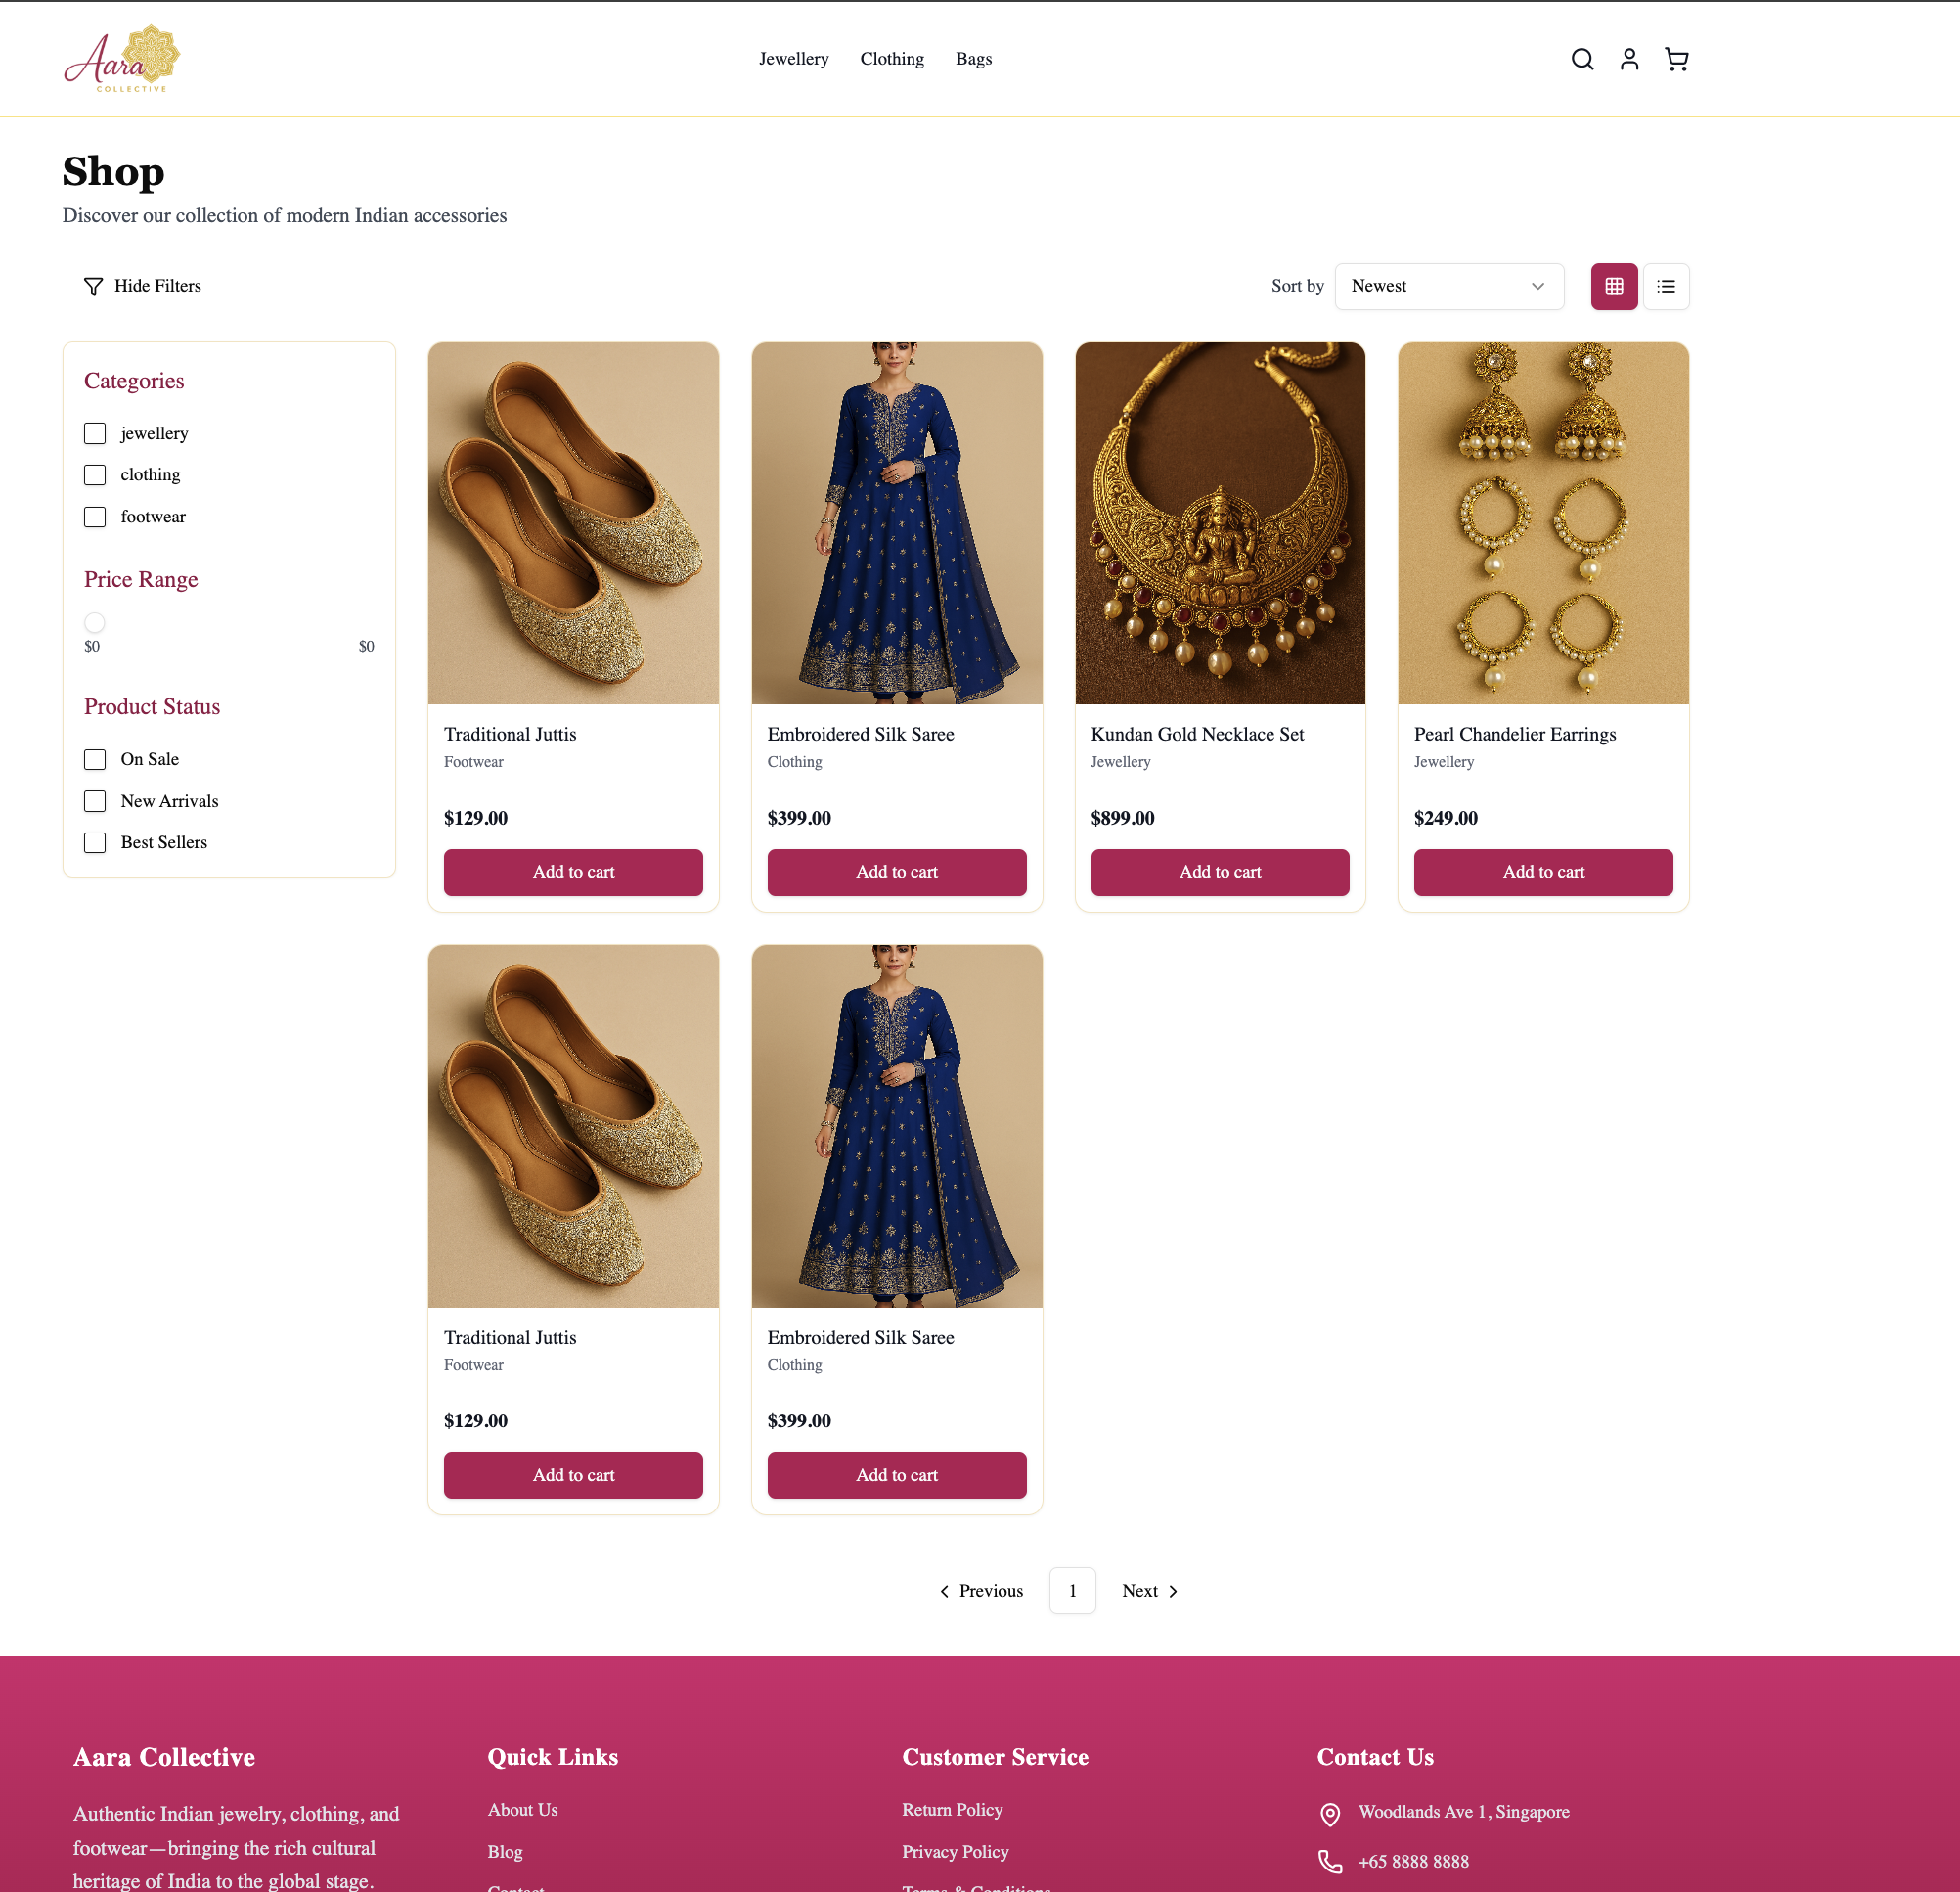 Aara
COLLECTIVE
Jewellery Clothing Bags
Shop
Discover our collection of modern Indian accessories
Hide Filters
Sort by Newest
Categories
jewellery
clothing
footwear
Price Range
$0 $0
Product Status
On Sale
New Arrivals
Best Sellers
Traditional Juttis
Footwear
$129.00
Add to cart
Embroidered Silk Saree
Clothing
$399.00
Add to cart
Kundan Gold Necklace Set
Jewellery
$899.00
Add to cart
Pearl Chandelier Earrings
Jewellery
$249.00
Add to cart
Traditional Juttis
Footwear
$129.00
Add to cart
Embroidered Silk Saree
Clothing
$399.00
Add to cart
Previous 1 Next
Aara Collective
Authentic Indian jewelry, clothing, and
footwear—bringing the rich cultural
heritage of India to the global stage.
Quick Links
About Us
Blog
Contact
Customer Service
Return Policy
Privacy Policy
Terms & Conditions
Contact Us
Woodlands Ave 1, Singapore
+65 8888 8888